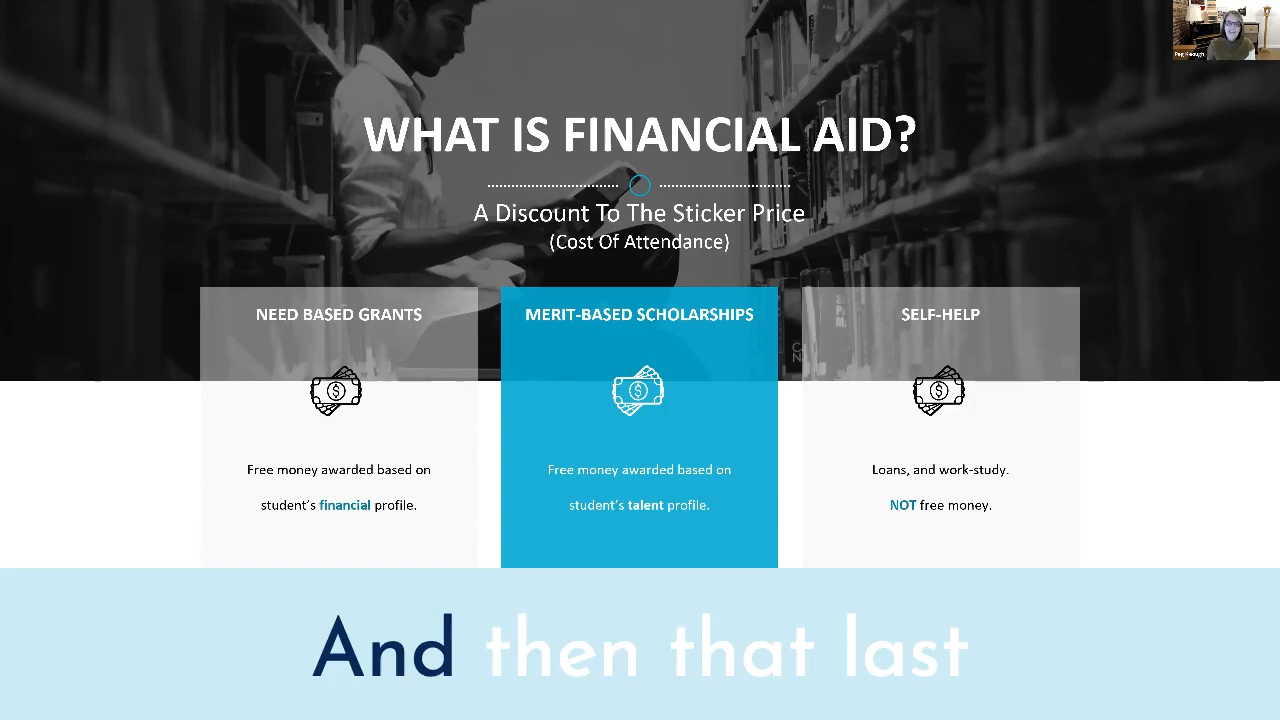 Peg Keough
WHAT IS FINANCIAL AID?
A Discount To The Sticker Price
(Cost Of Attendance)
NEED BASED GRANTS
Free money awarded based on
student's financial profile.
MERIT-BASED SCHOLARSHIPS
Free money awarded based on
student's talent profile.
SELF-HELP
Loans, and work-study.
NOT free money.
And then that last